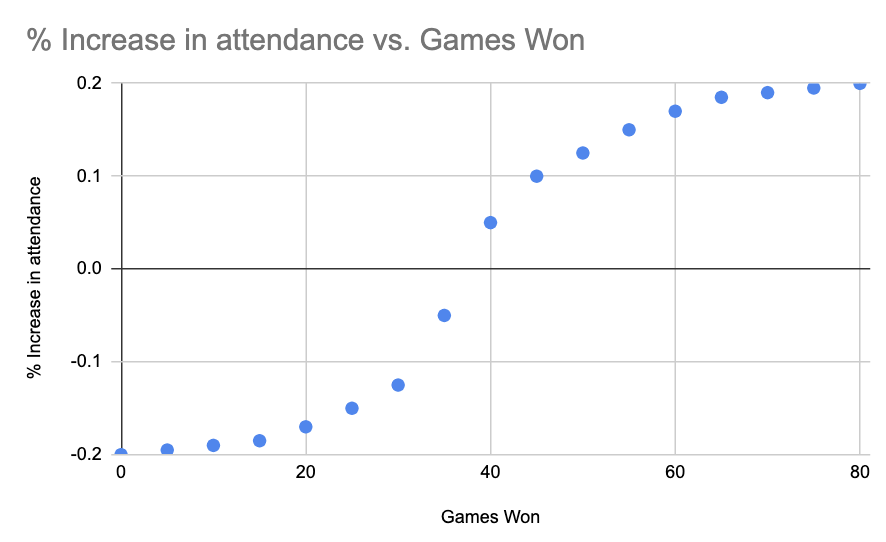 % Increase in attendance vs. Games Won
% Increase in attendance
0.2
0.1
0.0
-0.1
-0.2
0 20 40 60 80
Games Won